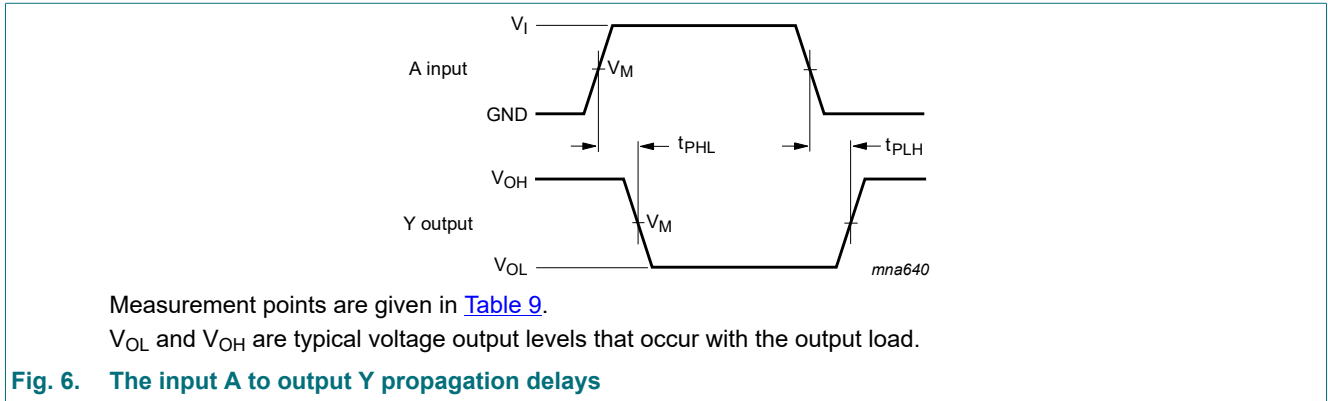 VI
A input
VM
GND
tPHL
tPLH
VOH
Y output
VM
VOL
mna640
Measurement points are given in Table 9.
VOL and VOH are typical voltage output levels that occur with the output load.
Fig. 6. The input A to output Y propagation delays